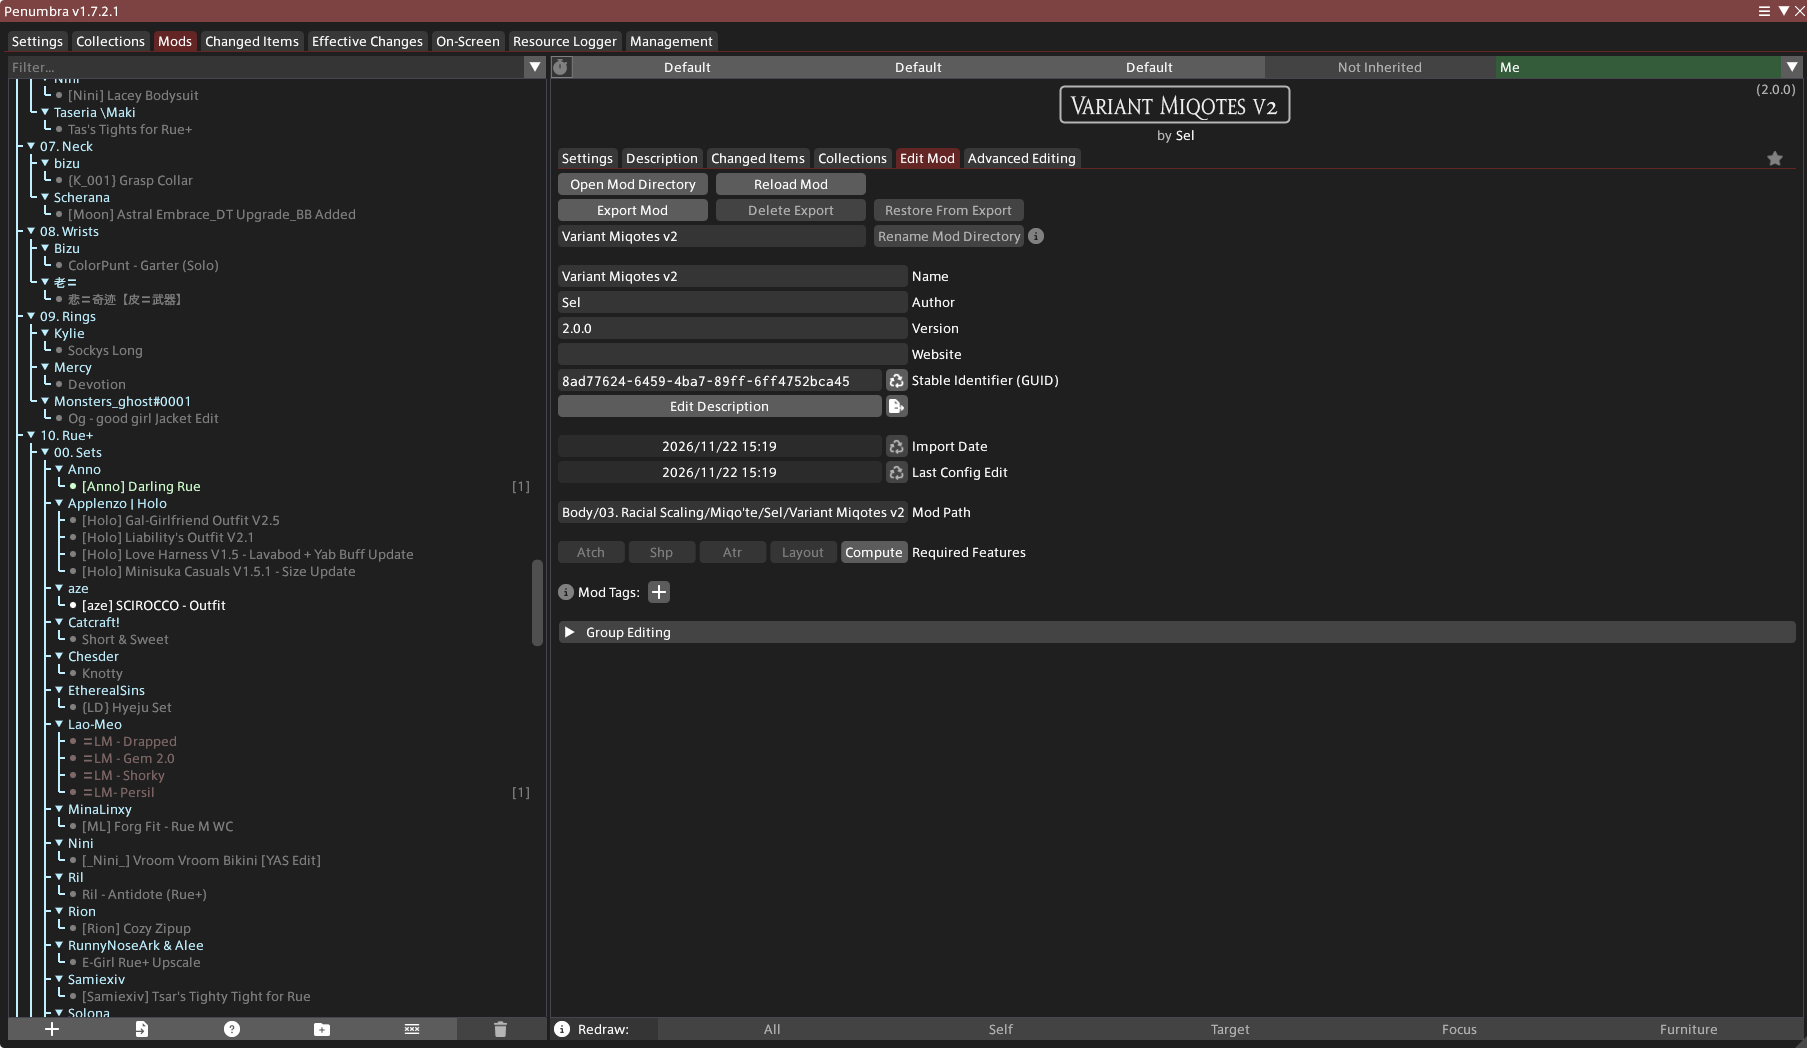 Penumbra v1.7.2.1
Settings Collections Mods Changed Items Effective Changes On-Screen Resource Logger Management
Filter...
Nini
[Nini] Lacey Bodysuit
Taseria \Maki
Tas's Tights for Rue+
07. Neck
bizu
{K_001} Grasp Collar
Scherana
[Moon] Astral Embrace_DT Upgrade_BB Added
08. Wrists
Bizu
ColorPunt - Garter (Solo)
老〓
悲〓奇迹【皮〓武器】
09. Rings
Kylie
Sockys Long
Mercy
Devotion
Monsters_ghost#0001
Og - good girl Jacket Edit
10. Rue+
00. Sets
Anno
[Anno] Darling Rue [1]
Applenzo | Holo
[Holo] Gal-Girlfriend Outfit V2.5
[Holo] Liability's Outfit V2.1
[Holo] Love Harness V1.5 - Lavabod + Yab Buff Update
[Holo] Minisuka Casuals V1.5.1 - Size Update
aze
[aze] SCIROCCO - Outfit
Catcraft!
Short & Sweet
Chesder
Knotty
EtherealSins
{LD} Hyeju Set
Lao-Meo
〓LM - Drapped
〓LM - Gem 2.0
〓LM - Shorky
〓LM- Persil [1]
MinaLinxy
[ML] Forg Fit - Rue M WC
Nini
[_Nini_] Vroom Vroom Bikini [YAS Edit]
Ril
Ril - Antidote (Rue+)
Rion
[Rion] Cozy Zipup
RunnyNoseArk & Alee
E-Girl Rue+ Upscale
Samiexiv
[Samiexiv] Tsar's Tighty Tight for Rue
Solona
Default Default Default Not Inherited Me
(2.0.0)
Variant Miqotes v2
by Sel
Settings Description Changed Items Collections Edit Mod Advanced Editing
Open Mod Directory Reload Mod
Export Mod Delete Export Restore From Export
Variant Miqotes v2 Rename Mod Directory
Variant Miqotes v2 Name
Sel Author
2.0.0 Version
Website
8ad77624-6459-4ba7-89ff-6ff4752bca45 Stable Identifier (GUID)
Edit Description
2026/11/22 15:19 Import Date
2026/11/22 15:19 Last Config Edit
Body/03. Racial Scaling/Miqo'te/Sel/Variant Miqotes v2 Mod Path
Atch Shp Atr Layout Compute Required Features
Mod Tags:
Group Editing
Redraw: All Self Target Focus Furniture